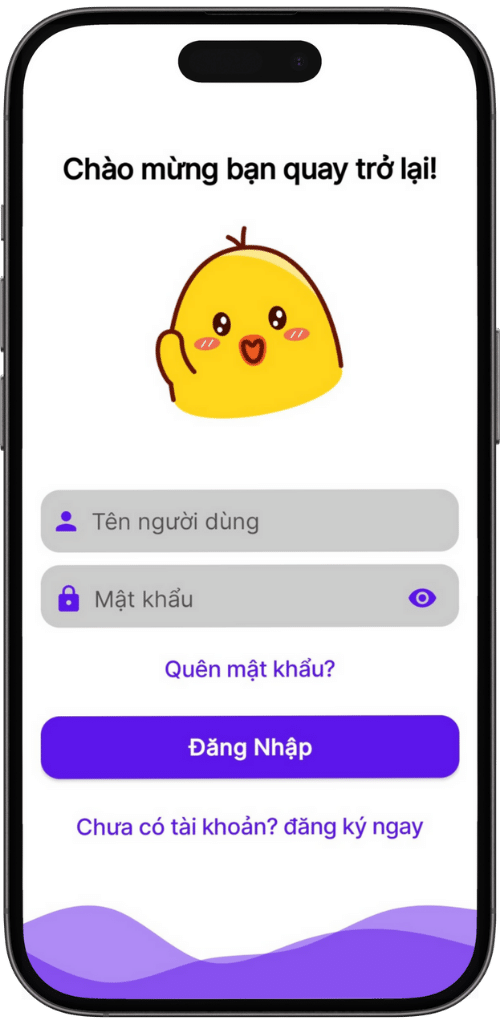 Chào mừng bạn quay trở lại!
Tên người dùng
Mật khẩu
Quên mật khẩu?
Đăng Nhập
Chưa có tài khoản? đăng ký ngay